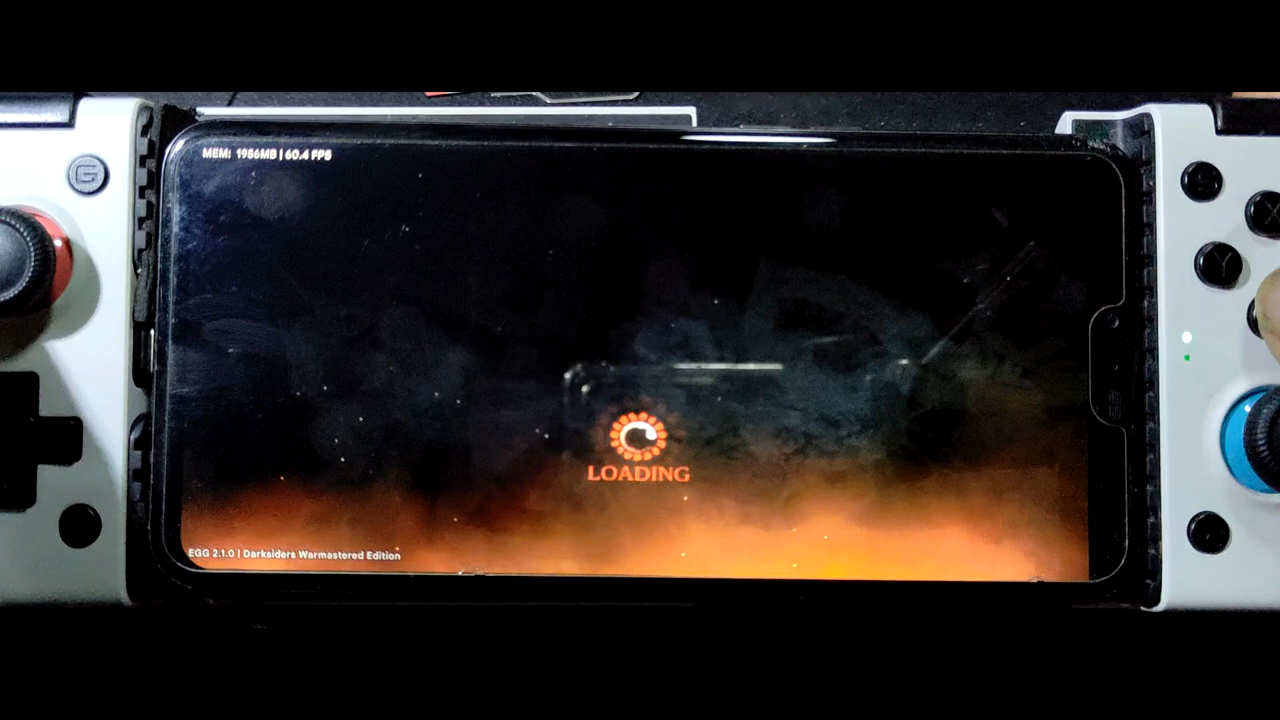 MEM: 1956MB | 60.4 FPS
G
X
Y
LOADING
EGG 2.1.0 | Darksiders Warmastered Edition